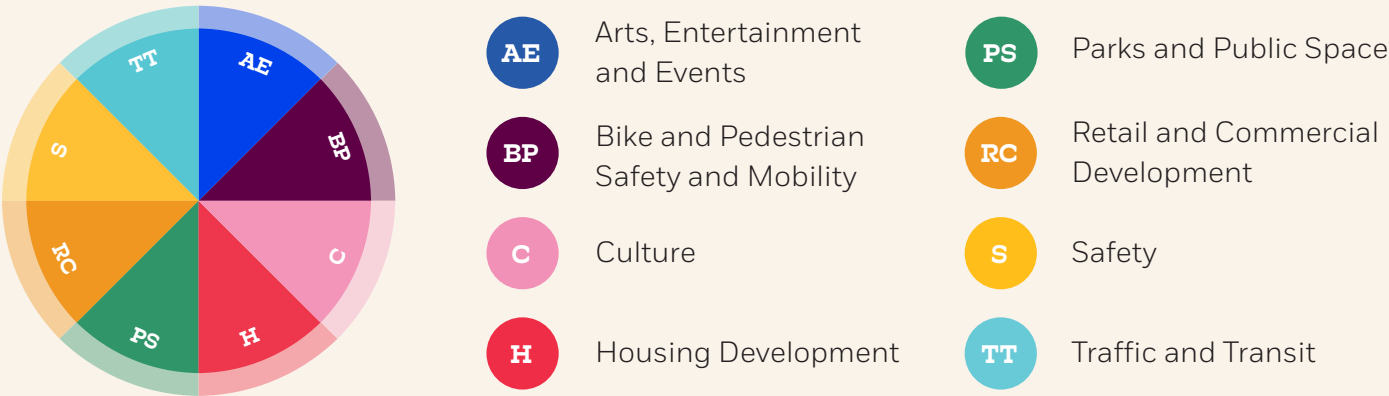 TT
AE
S
BP
RC
C
PS
H
AE
Arts, Entertainment
and Events
BP
Bike and Pedestrian
Safety and Mobility
C
Culture
H
Housing Development
PS
Parks and Public Space
RC
Retail and Commercial
Development
S
Safety
TT
Traffic and Transit